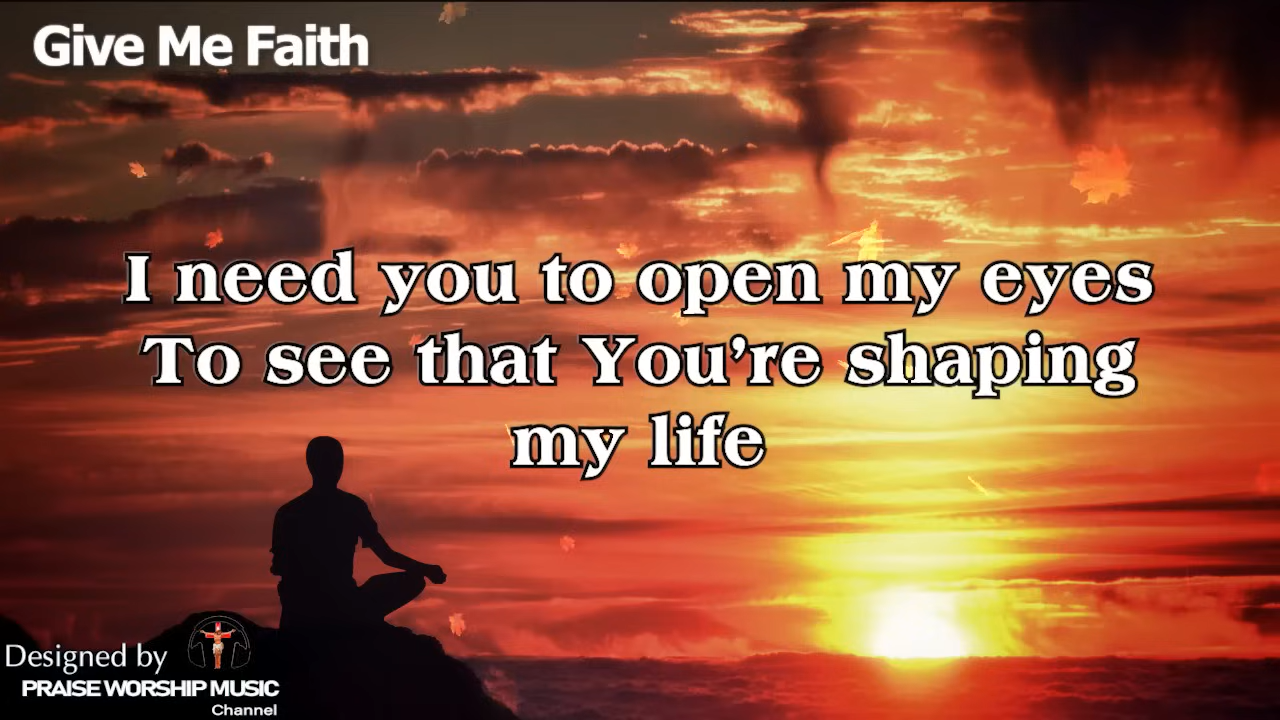 Give Me Faith
I need you to open my eyes
To see that You're shaping
my life
Designed by
PRAISE WORSHIP MUSIC
Channel